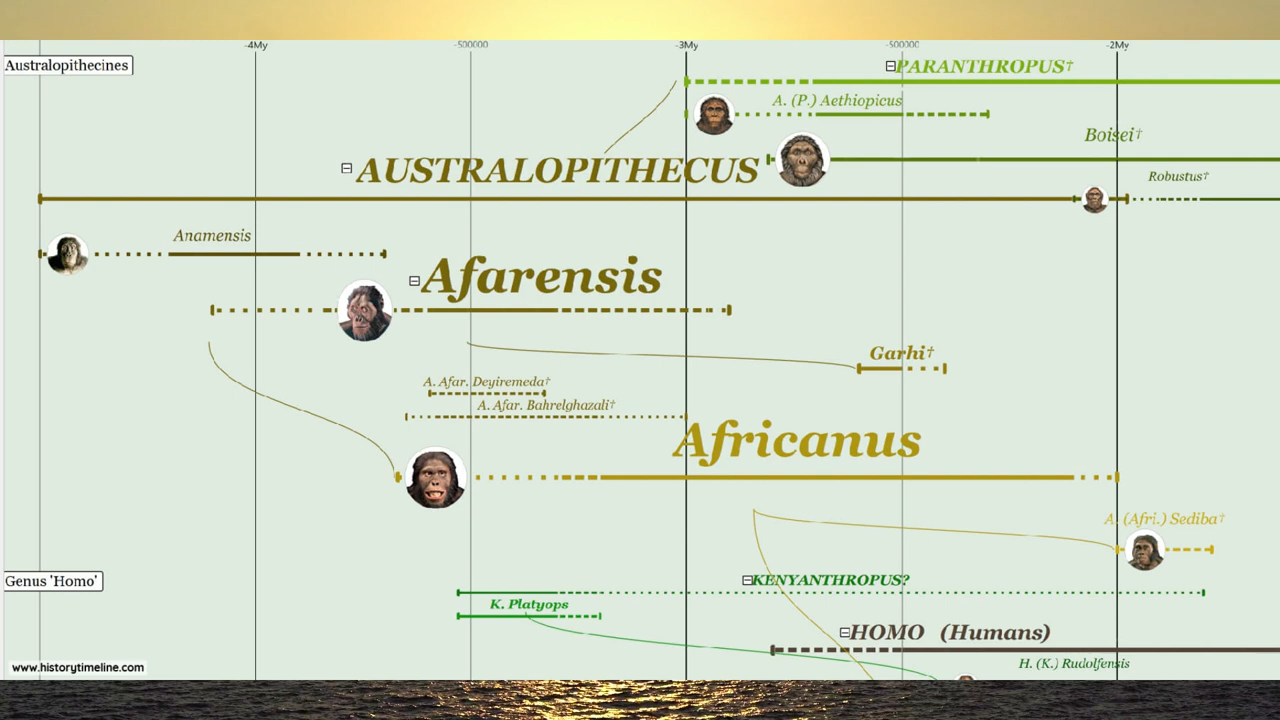 -4My
-500000
-3My
-500000
-2My
Australopithecines
PARANTHROPUS†
A. (P.) Aethiopicus
Boisei†
AUSTRALOPITHECUS
Robustus†
Anamensis
Afarensis
Garhi†
A. Afar. Deyiremeda†
A. Afar. Bahrelghazali†
Africanus
A. (Afri.) Sediba†
Genus 'Homo'
KENYANTHROPUS?
K. Platyops
HOMO (Humans)
H. (K.) Rudolfensis
www.historytimeline.com